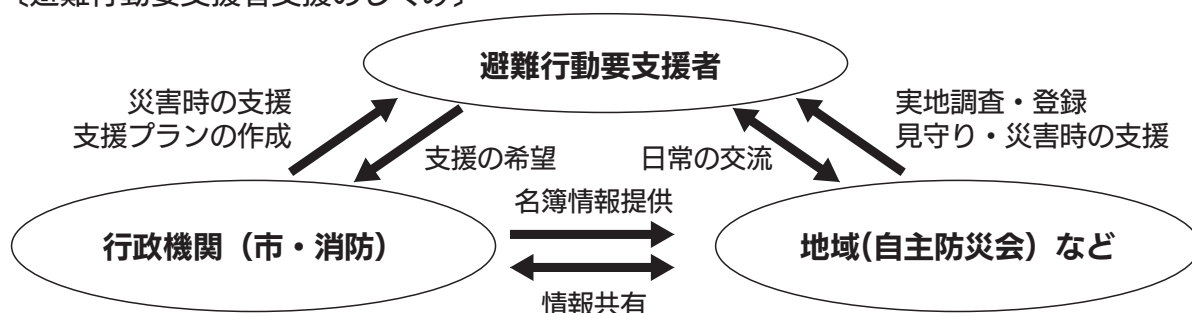 〔避難行動要支援者支援のしくみ〕
避難行動要支援者
災害時の支援
支援プランの作成
実地調査・登録
見守り・災害時の支援
支援の希望
日常の交流
名簿情報提供
行政機関（市・消防）
地域(自主防災会）など
情報共有